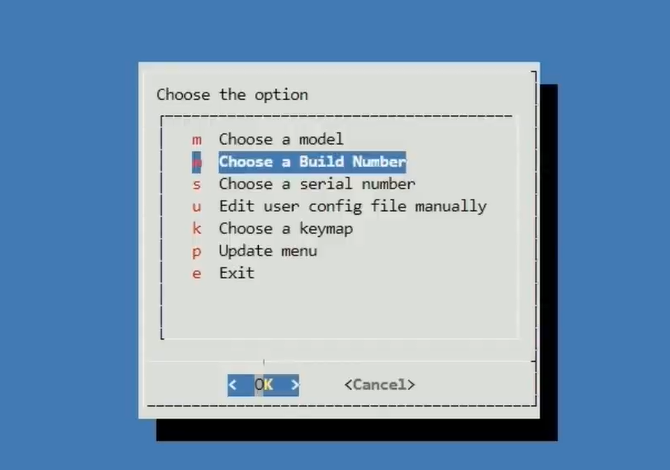 Choose the option
m Choose a model
Choose a Build Number
s Choose a serial number
u Edit user config file manually
k Choose a keymap
p Update menu
e Exit
< OK > <Cancel>